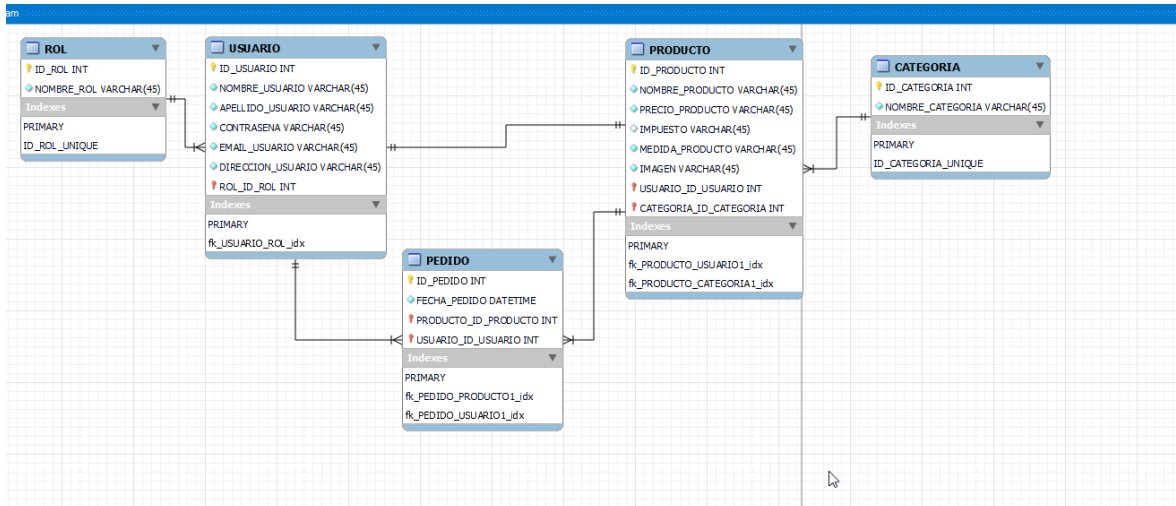 am
ROL
ID_ROL INT
NOMBRE_ROL VARCHAR(45)
Indexes
PRIMARY
ID_ROL_UNIQUE
USUARIO
ID_USUARIO INT
NOMBRE_USUARIO VARCHAR(45)
APELLIDO_USUARIO VARCHAR(45)
CONTRASENA VARCHAR(45)
EMAIL_USUARIO VARCHAR(45)
DIRECCION_USUARIO VARCHAR(45)
ROL_ID_ROL INT
Indexes
PRIMARY
fk_USUARIO_ROL_idx
PEDIDO
ID_PEDIDO INT
FECHA_PEDIDO DATETIME
PRODUCTO_ID_PRODUCTO INT
USUARIO_ID_USUARIO INT
Indexes
PRIMARY
fk_PEDIDO_PRODUCTO1_idx
fk_PEDIDO_USUARIO1_idx
PRODUCTO
ID_PRODUCTO INT
NOMBRE_PRODUCTO VARCHAR(45)
PRECIO_PRODUCTO VARCHAR(45)
IMPUESTO VARCHAR(45)
MEDIDA_PRODUCTO VARCHAR(45)
IMAGEN VARCHAR(45)
USUARIO_ID_USUARIO INT
CATEGORIA_ID_CATEGORIA INT
Indexes
PRIMARY
fk_PRODUCTO_USUARIO1_idx
fk_PRODUCTO_CATEGORIA1_idx
CATEGORIA
ID_CATEGORIA INT
NOMBRE_CATEGORIA VARCHAR(45)
Indexes
PRIMARY
ID_CATEGORIA_UNIQUE